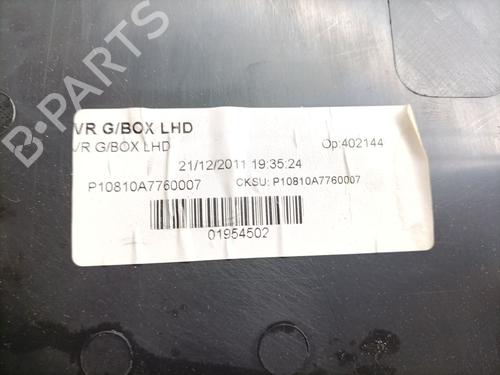 B-PARTS
VR G/BOX LHD
VR G/BOX LHD
Op:402144
21/12/2011 19:35:24
P10810A7760007
CKSU: P10810A7760007
01954502